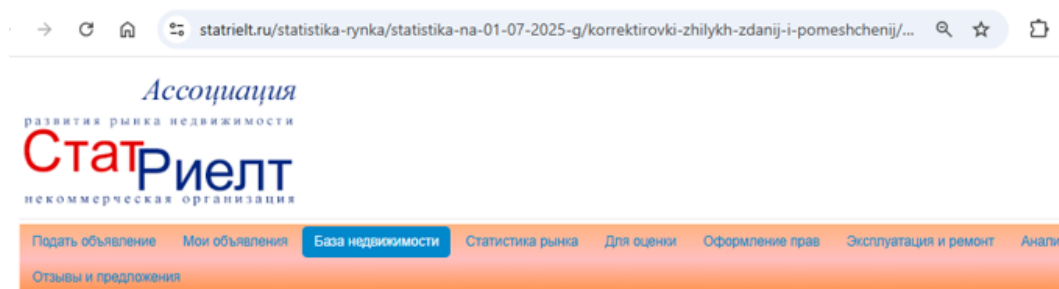 statrielt.ru/statistika-rynka/statistika-na-01-07-2025-g/korrektirovki-zhilykh-zdanij-i-pomeshchenij/...
Ассоциация
развития рынка недвижимости
СтатРиелт
некоммерческая организация
Подать объявление Мои объявления База недвижимости Статистика рынка Для оценки Оформление прав Эксплуатация и ремонт Анали
Отзывы и предложения